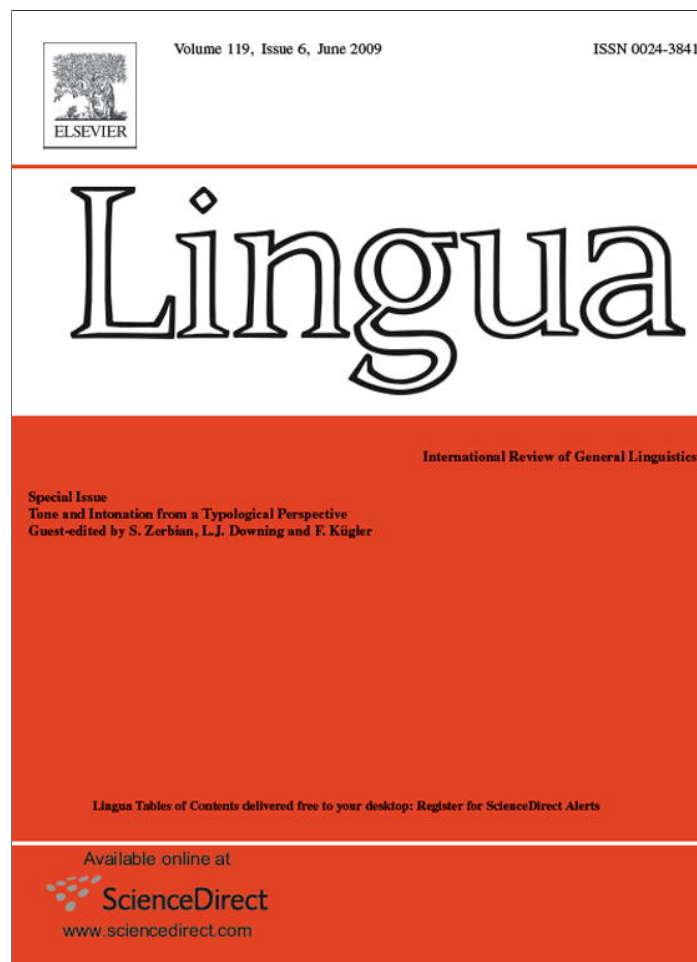 Volume 119, Issue 6, June 2009
ISSN 0024-3841
ELSEVIER
Lingua
International Review of General Linguistics
Special Issue
Tone and Intonation from a Typological Perspective
Guest-edited by S. Zerbian, L.J. Downing and F. Kügler
Lingua Tables of Contents delivered free to your desktop: Register for ScienceDirect Alerts
Available online at
ScienceDirect
www.sciencedirect.com